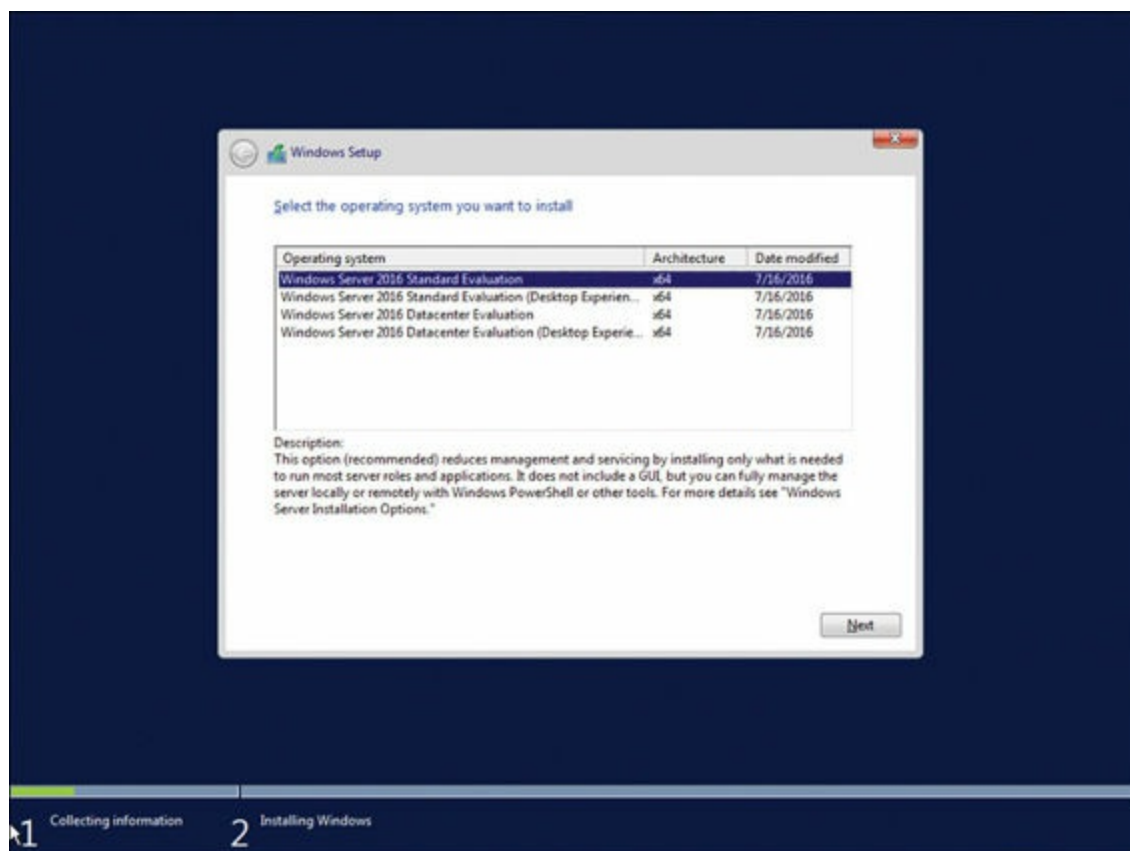 Windows Setup
Select the operating system you want to install
Operating system Architecture Date modified
Windows Server 2016 Standard Evaluation x64 7/16/2016
Windows Server 2016 Standard Evaluation (Desktop Experien... x64 7/16/2016
Windows Server 2016 Datacenter Evaluation x64 7/16/2016
Windows Server 2016 Datacenter Evaluation (Desktop Experie... x64 7/16/2016
Description:
This option (recommended) reduces management and servicing by installing only what is needed
to run most server roles and applications. It does not include a GUI, but you can fully manage the
server locally or remotely with Windows PowerShell or other tools. For more details see "Windows
Server Installation Options."
Next
1 Collecting information 2 Installing Windows